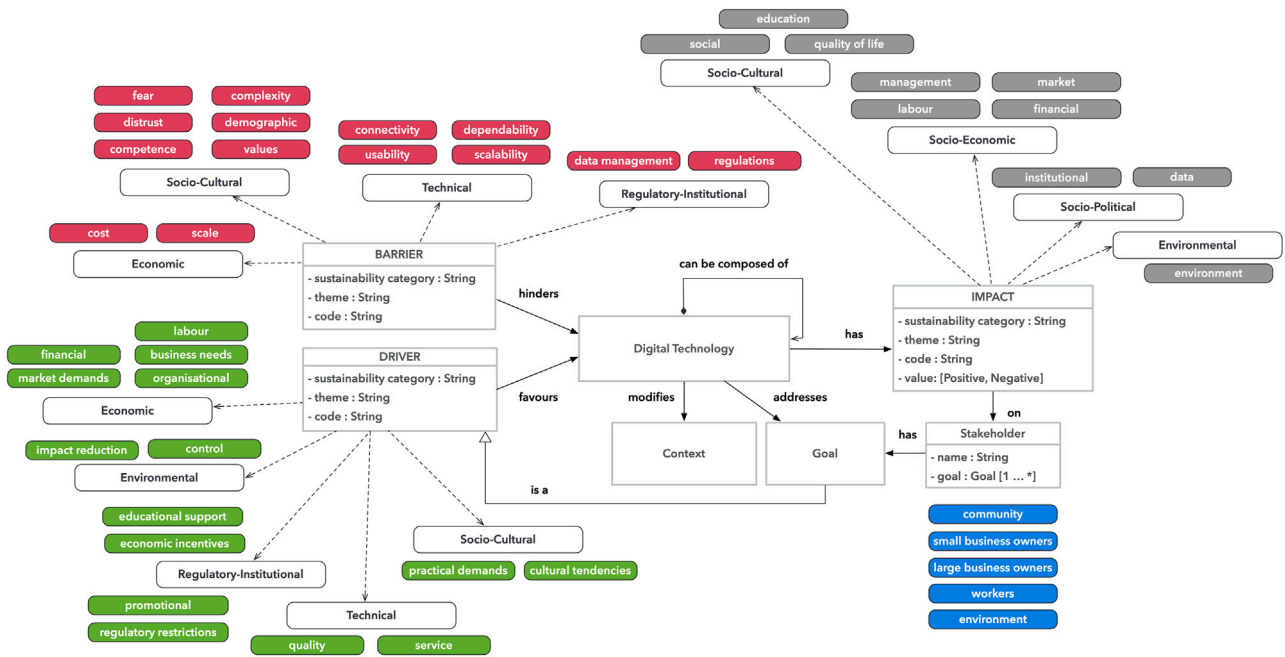 education
social
quality of life
Socio-Cultural
management
market
labour
financial
Socio-Economic
institutional
data
Socio-Political
Environmental
environment
fear
complexity
distrust
demographic
competence
values
Socio-Cultural
connectivity
dependability
usability
scalability
Technical
data management
regulations
Regulatory-Institutional
cost
scale
Economic
BARRIER
- sustainability category : String
- theme : String
- code : String
hinders
can be composed of
Digital Technology
has
IMPACT
- sustainability category : String
- theme : String
- code : String
- value: [Positive, Negative]
labour
financial
business needs
market demands
organisational
Economic
DRIVER
- sustainability category : String
- theme : String
- code : String
favours
modifies
addresses
on
Context
Goal
has
Stakeholder
- name : String
- goal : Goal [1 ... *]
is a
impact reduction
control
Environmental
educational support
economic incentives
Regulatory-Institutional
promotional
regulatory restrictions
Socio-Cultural
practical demands
cultural tendencies
Technical
quality
service
community
small business owners
large business owners
workers
environment